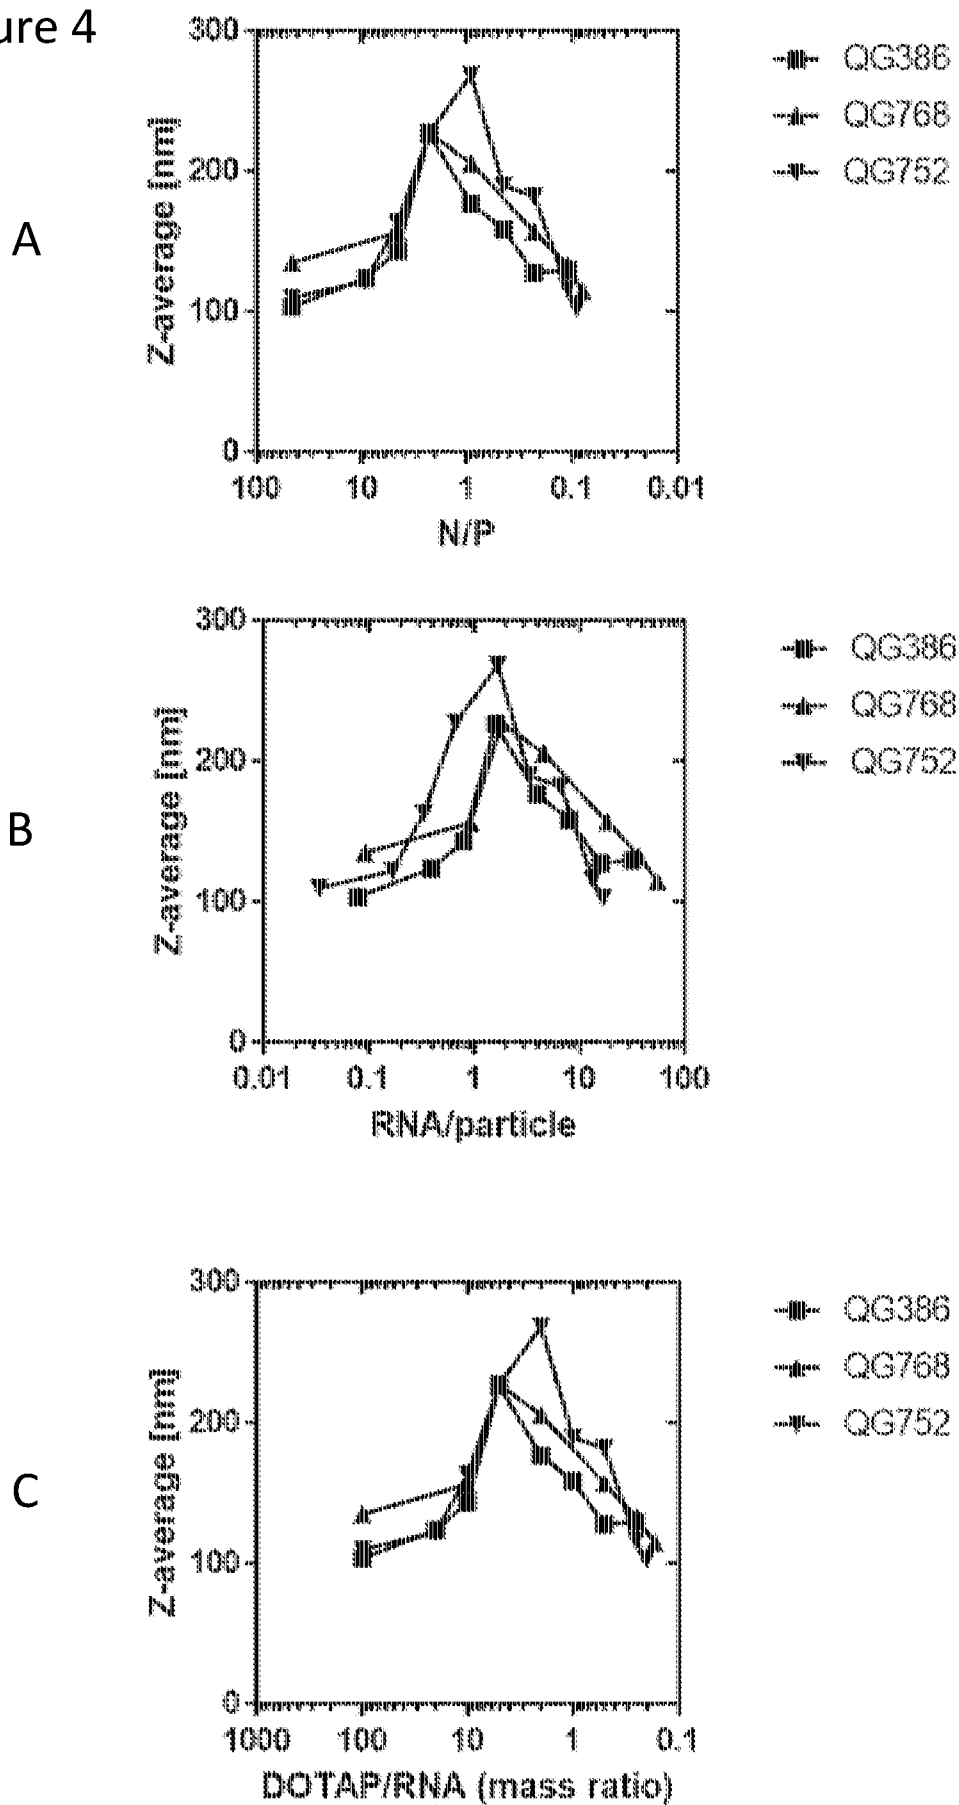 ure 4
A
Z-average [nm]
300
200
100
0
100 10 1 0.1 0.01
N/P
QG386
QG768
QG752
B
Z-average [nm]
300
200
100
0
0.01 0.1 1 10 100
RNA/particle
QG386
QG768
QG752
C
Z-average [nm]
300
200
100
0
1000 100 10 1 0.1
DOTAP/RNA (mass ratio)
QG386
QG768
QG752